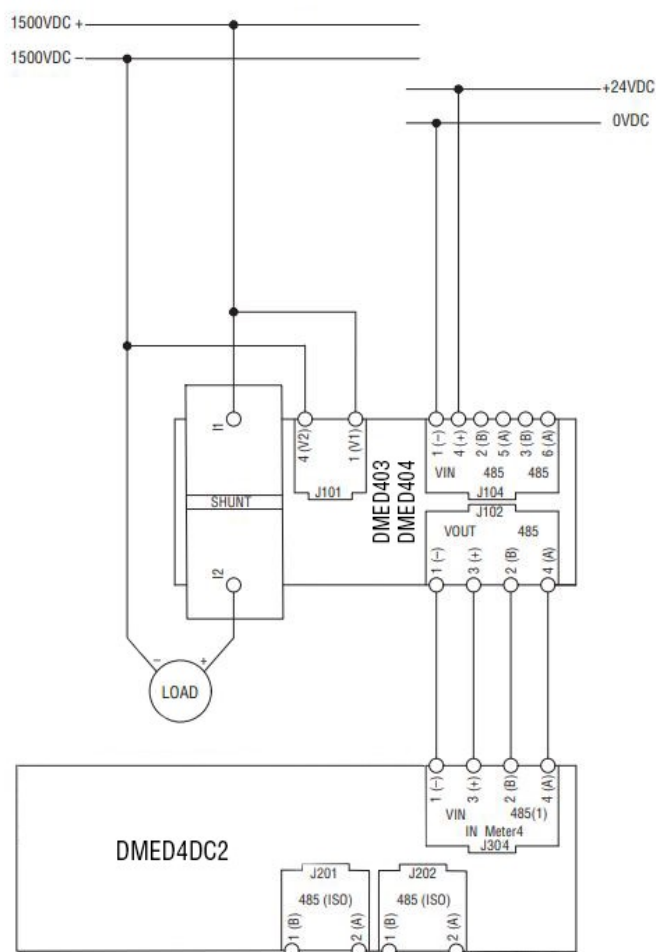 1500VDC +
1500VDC –
+24VDC
0VDC
I1
4 (V2)
1 (V1)
J101
SHUNT
I2
DMED403
DMED404
1 (–)
4 (+)
2 (B)
5 (A)
3 (B)
6 (A)
VIN 485 485
J104
J102
VOUT 485
1 (–)
3 (+)
2 (B)
4 (A)
– +
LOAD
1 (–)
3 (+)
2 (B)
4 (A)
VIN 485(1)
IN Meter4
J304
DMED4DC2
J201
485 (ISO)
1 (B)
2 (A)
J202
485 (ISO)
1 (B)
2 (A)